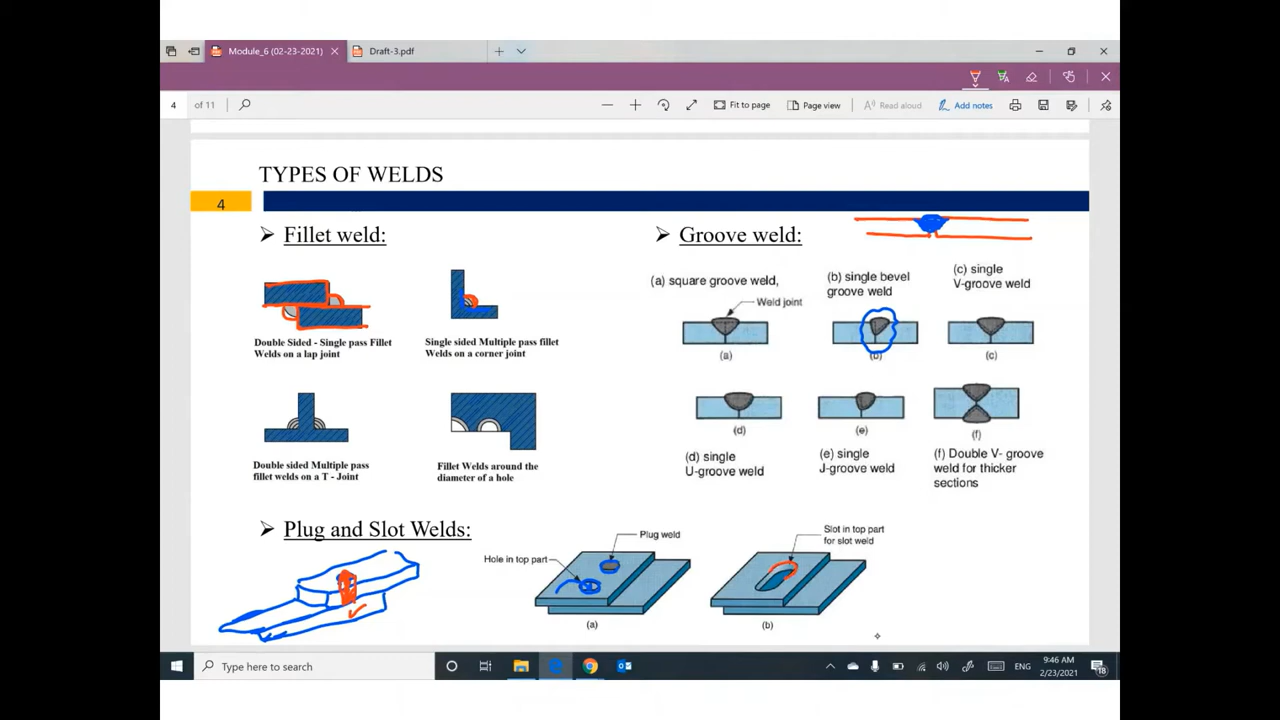 Module_6 (02-23-2021)
Draft-3.pdf
4 of 11
Fit to page
Page view
Read aloud
Add notes
TYPES OF WELDS
4
Fillet weld:
Double Sided - Single pass Fillet
Welds on a lap joint
Single sided Multiple pass fillet
Welds on a corner joint
Double sided Multiple pass
fillet welds on a T - Joint
Fillet Welds around the
diameter of a hole
Groove weld:
(a) square groove weld,
(b) single bevel
groove weld
(c) single
V-groove weld
Weld joint
(a)
(b)
(c)
(d)
(e)
(f)
(d) single
U-groove weld
(e) single
J-groove weld
(f) Double V- groove
weld for thicker
sections
Plug and Slot Welds:
Plug weld
Hole in top part
(a)
Slot in top part
for slot weld
(b)
Type here to search
ENG
9:46 AM
2/23/2021
18